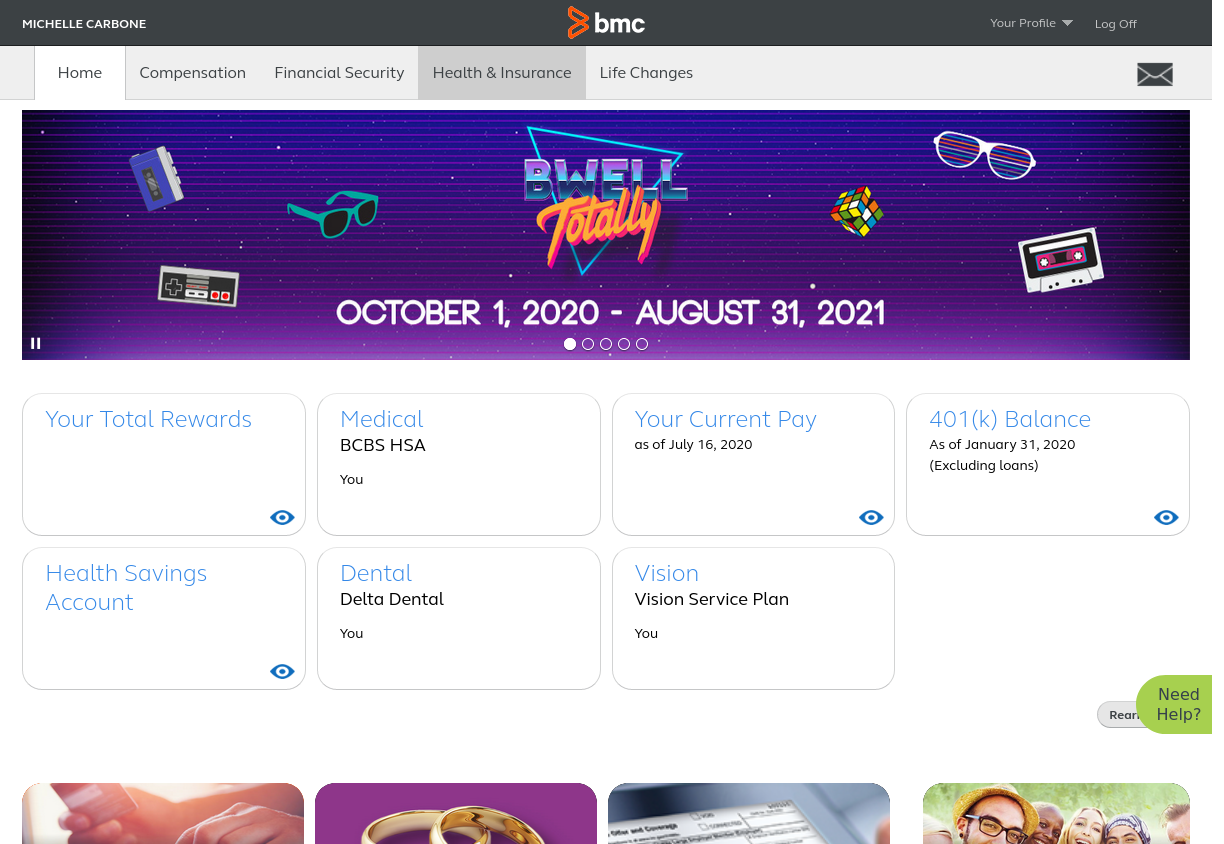 MICHELLE CARBONE
bmc
Your Profile
Log Off
Home
Compensation
Financial Security
Health & Insurance
Life Changes
BWELL
Totally
OCTOBER 1, 2020 - AUGUST 31, 2021
Your Total Rewards
Medical
BCBS HSA
You
Your Current Pay
as of July 16, 2020
401(k) Balance
As of January 31, 2020
(Excluding loans)
Health Savings
Account
Dental
Delta Dental
You
Vision
Vision Service Plan
You
Need
Help?
Offer and Coverage